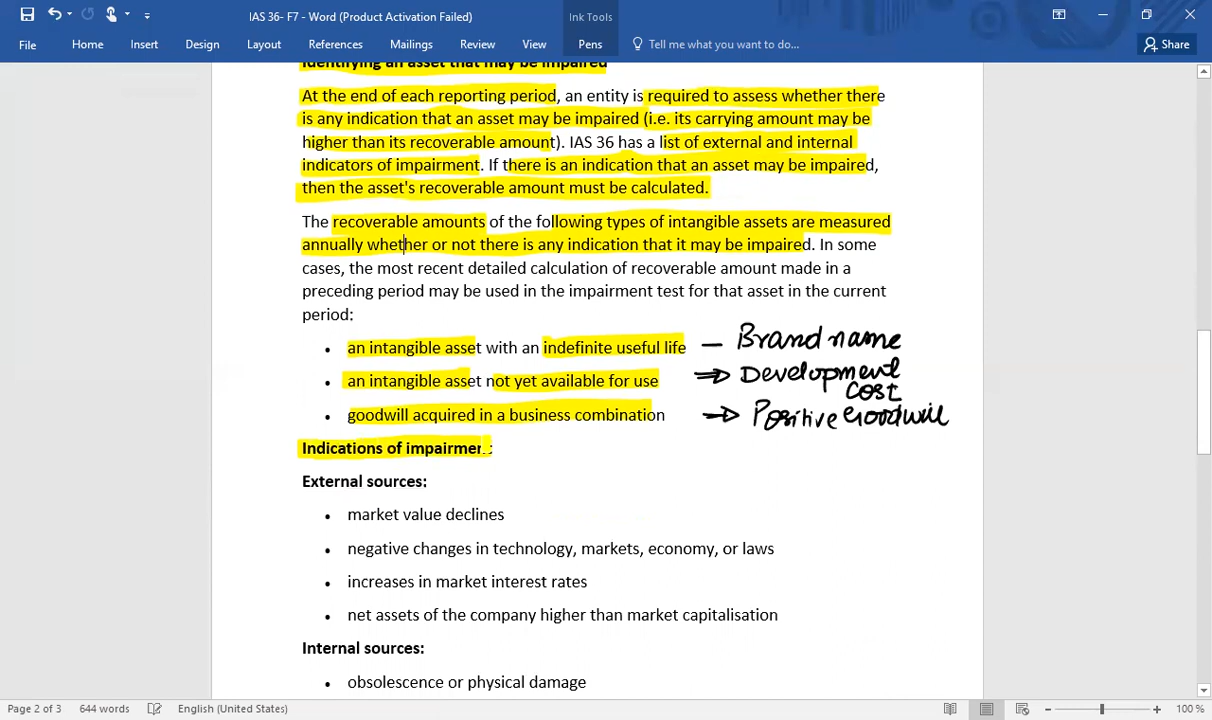 IAS 36- F7 - Word (Product Activation Failed)
Ink Tools
File Home Insert Design Layout References Mailings Review View Pens Tell me what you want to do... Share
Identifying an asset that may be impaired
At the end of each reporting period, an entity is required to assess whether there
is any indication that an asset may be impaired (i.e. its carrying amount may be
higher than its recoverable amount). IAS 36 has a list of external and internal
indicators of impairment. If there is an indication that an asset may be impaired,
then the asset's recoverable amount must be calculated.
The recoverable amounts of the following types of intangible assets are measured
annually whether or not there is any indication that it may be impaired. In some
cases, the most recent detailed calculation of recoverable amount made in a
preceding period may be used in the impairment test for that asset in the current
period:
• an intangible asset with an indefinite useful life — Brand name
• an intangible asset not yet available for use ⇒ Development
cost
• goodwill acquired in a business combination → Positive Goodwill
Indications of impairment:
External sources:
• market value declines
• negative changes in technology, markets, economy, or laws
• increases in market interest rates
• net assets of the company higher than market capitalisation
Internal sources:
• obsolescence or physical damage
Page 2 of 3 644 words English (United States) 100 %